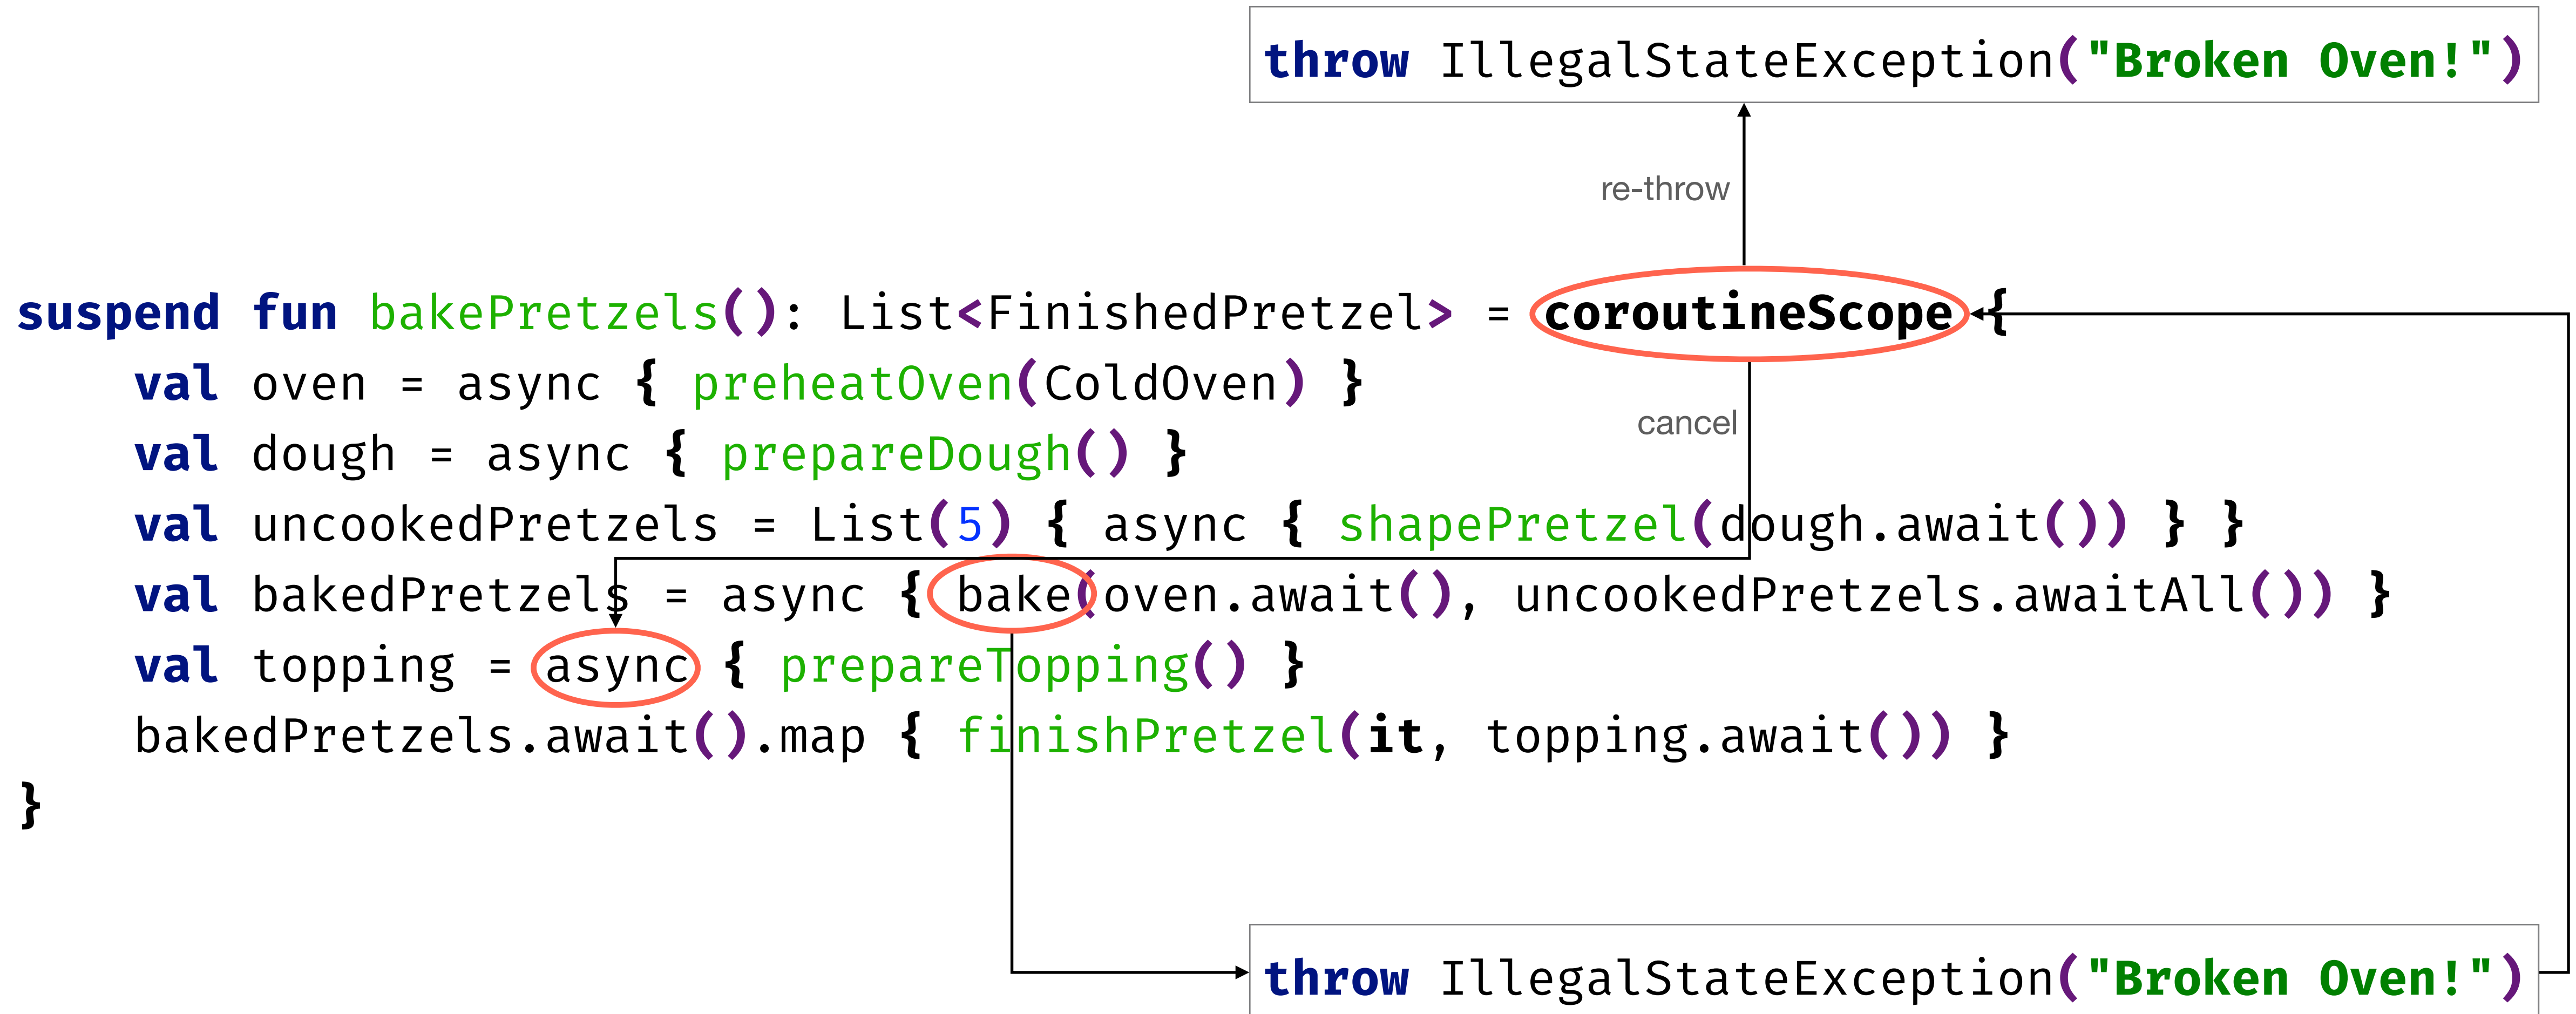 throw IllegalStateException("Broken Oven!")
re-throw
suspend fun bakePretzels(): List<FinishedPretzel> = coroutineScope {
    val oven = async { preheatOven(ColdOven) }
cancel
    val dough = async { prepareDough() }
    val uncookedPretzels = List(5) { async { shapePretzel(dough.await()) } }
    val bakedPretzels = async { bake(oven.await(), uncookedPretzels.awaitAll()) }
    val topping = async { prepareTopping() }
    bakedPretzels.await().map { finishPretzel(it, topping.await()) }
}
throw IllegalStateException("Broken Oven!")